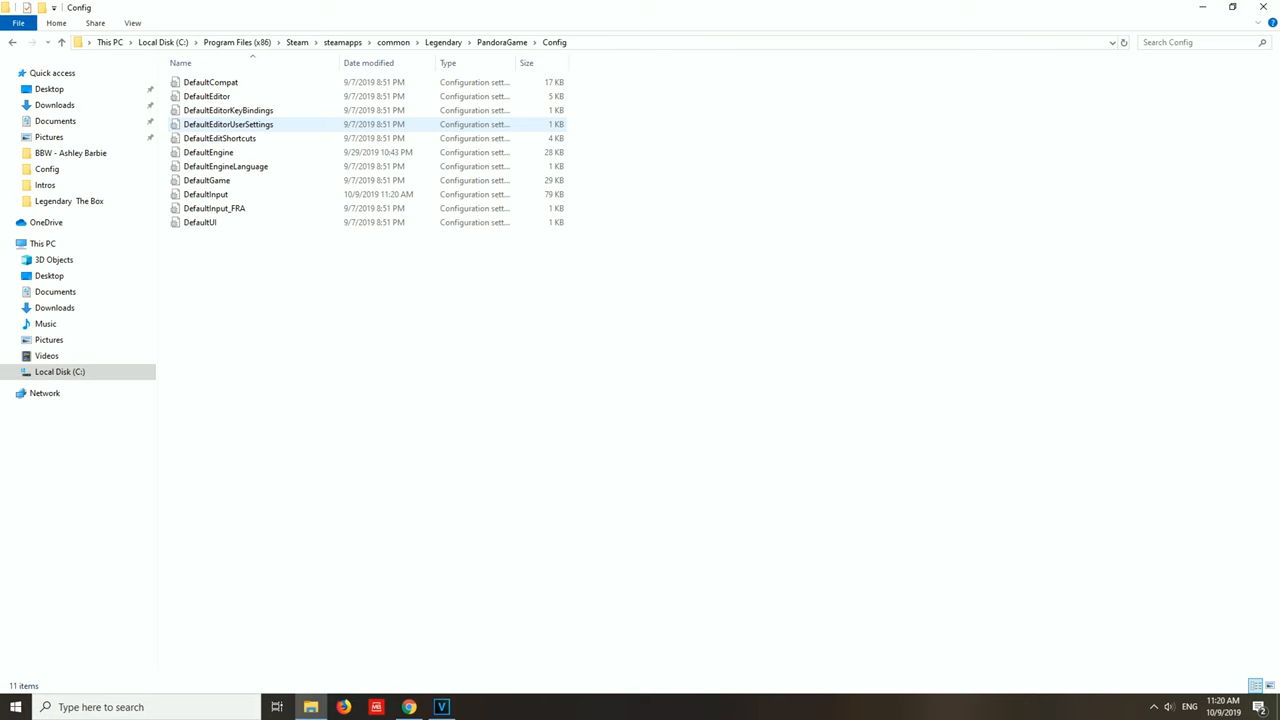 Config
File Home Share View
This PC Local Disk (C:) Program Files (x86) Steam steamapps common Legendary PandoraGame Config
Search Config
Name Date modified Type Size
Quick access
Desktop
Downloads
Documents
Pictures
BBW - Ashley Barbie
Config
Intros
Legendary The Box
OneDrive
This PC
3D Objects
Desktop
Documents
Downloads
Music
Pictures
Videos
Local Disk (C:)
Network
DefaultCompat 9/7/2019 8:51 PM Configuration sett... 17 KB
DefaultEditor 9/7/2019 8:51 PM Configuration sett... 5 KB
DefaultEditorKeyBindings 9/7/2019 8:51 PM Configuration sett... 1 KB
DefaultEditorUserSettings 9/7/2019 8:51 PM Configuration sett... 1 KB
DefaultEditShortcuts 9/7/2019 8:51 PM Configuration sett... 4 KB
DefaultEngine 9/29/2019 10:43 PM Configuration sett... 28 KB
DefaultEngineLanguage 9/7/2019 8:51 PM Configuration sett... 1 KB
DefaultGame 9/7/2019 8:51 PM Configuration sett... 29 KB
DefaultInput 10/9/2019 11:20 AM Configuration sett... 79 KB
DefaultInput_FRA 9/7/2019 8:51 PM Configuration sett... 1 KB
DefaultUI 9/7/2019 8:51 PM Configuration sett... 1 KB
11 items
Type here to search
MB
V
ENG
11:20 AM
10/9/2019
2